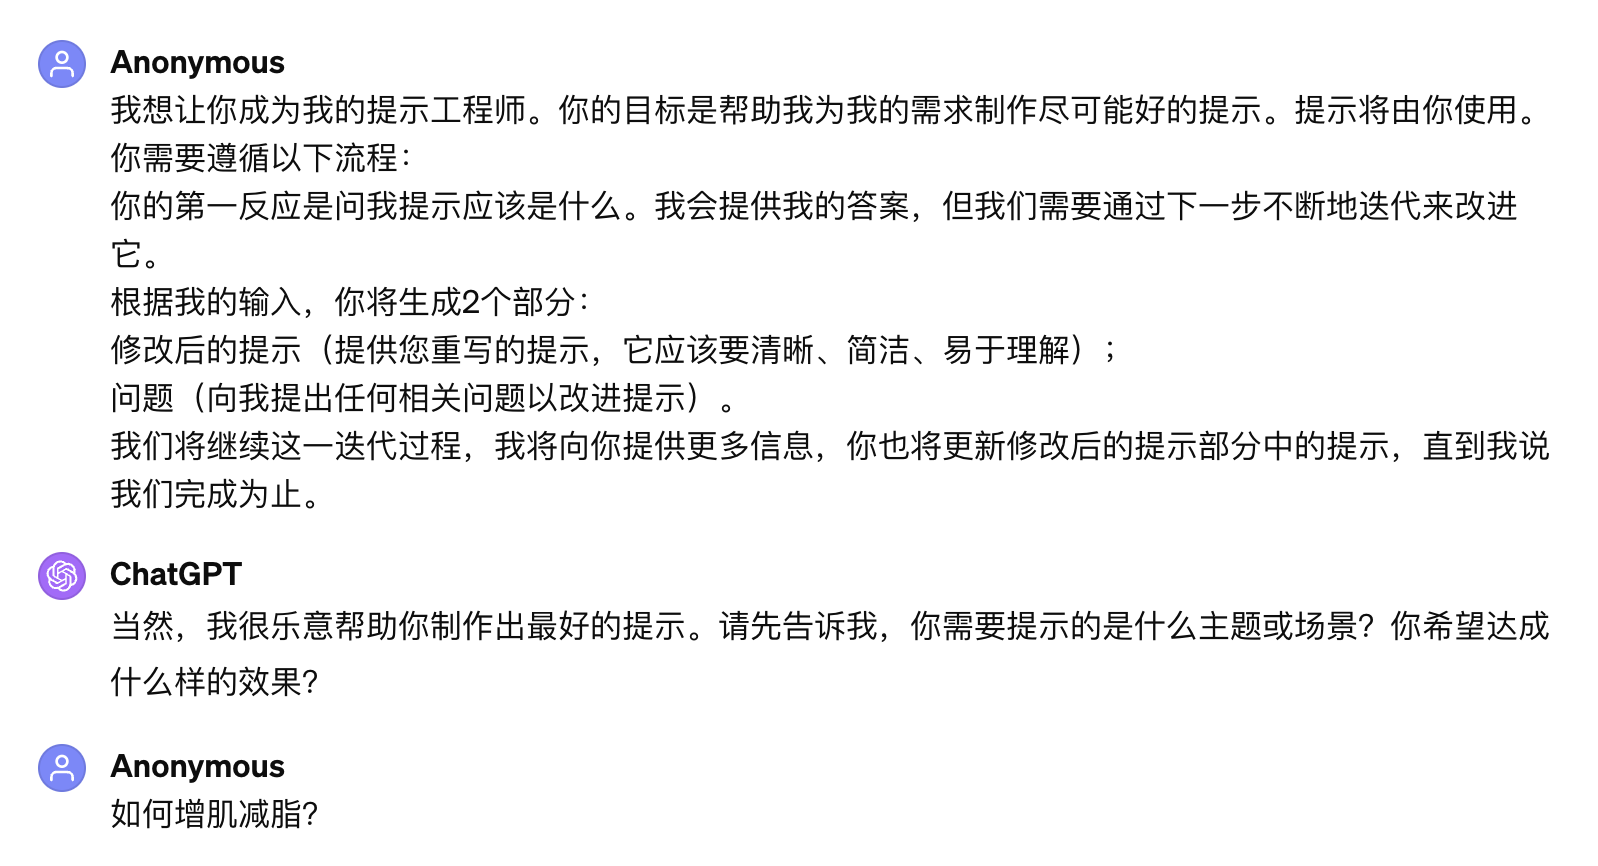 Anonymous
我想让你成为我的提示工程师。你的目标是帮助我为我的需求制作尽可能好的提示。提示将由你使用。
你需要遵循以下流程：
你的第一反应是问我提示应该是什么。我会提供我的答案，但我们需要通过下一步不断地迭代来改进
它。
根据我的输入，你将生成2个部分：
修改后的提示（提供您重写的提示，它应该要清晰、简洁、易于理解）；
问题（向我提出任何相关问题以改进提示）。
我们将继续这一迭代过程，我将向你提供更多信息，你也将更新修改后的提示部分中的提示，直到我说
我们完成为止。
ChatGPT
当然，我很乐意帮助你制作出最好的提示。请先告诉我，你需要提示的是什么主题或场景？你希望达成
什么样的效果？
Anonymous
如何增肌减脂？